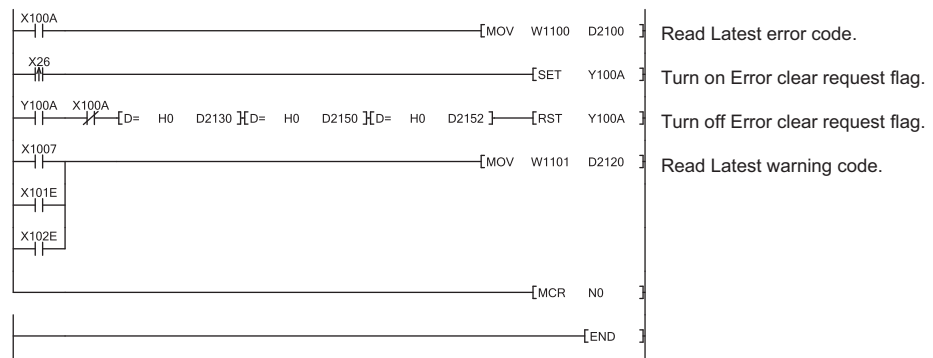 X100A
[MOV W1100 D2100 ] Read Latest error code.
X26
[SET Y100A ] Turn on Error clear request flag.
Y100A X100A
[D= H0 D2130 ][D= H0 D2150 ][D= H0 D2152 ] [RST Y100A ] Turn off Error clear request flag.
X1007
[MOV W1101 D2120 ] Read Latest warning code.
X101E
X102E
[MCR N0 ]
[END ]